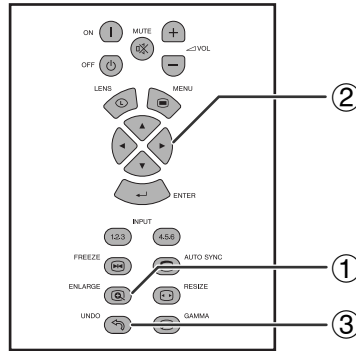 ON I MUTE +
VOL
OFF −
LENS MENU
L
ENTER
INPUT
1.2.3 4.5.6
FREEZE AUTO SYNC
ENLARGE RESIZE
UNDO GAMMA
②
①
③